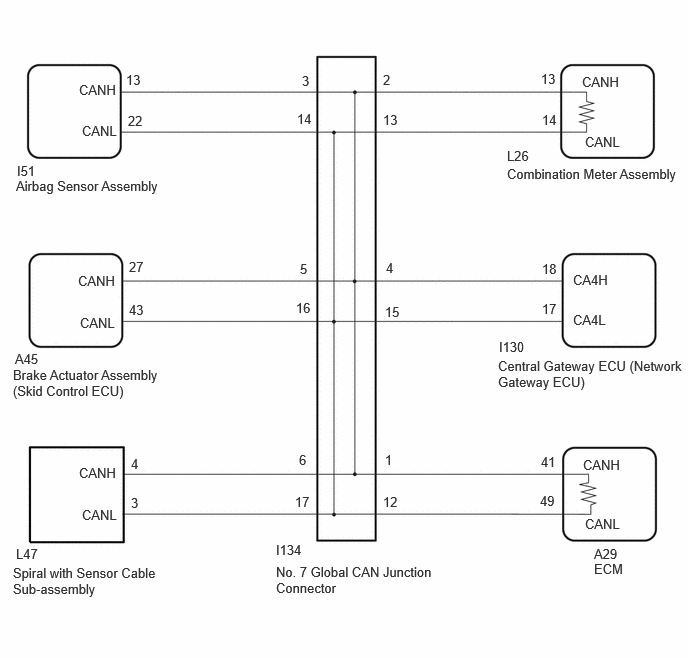 13 3 2 13
CANH CANH
22 14 13 14
CANL CANL
I51
Airbag Sensor Assembly
L26
Combination Meter Assembly
27 5 4 18
CANH CA4H
43 16 15 17
CANL CA4L
A45
Brake Actuator Assembly
(Skid Control ECU)
I130
Central Gateway ECU (Network
Gateway ECU)
4 6 1 41
CANH CANH
3 17 12 49
CANL CANL
L47
Spiral with Sensor Cable
Sub-assembly
I134
No. 7 Global CAN Junction
Connector
A29
ECM